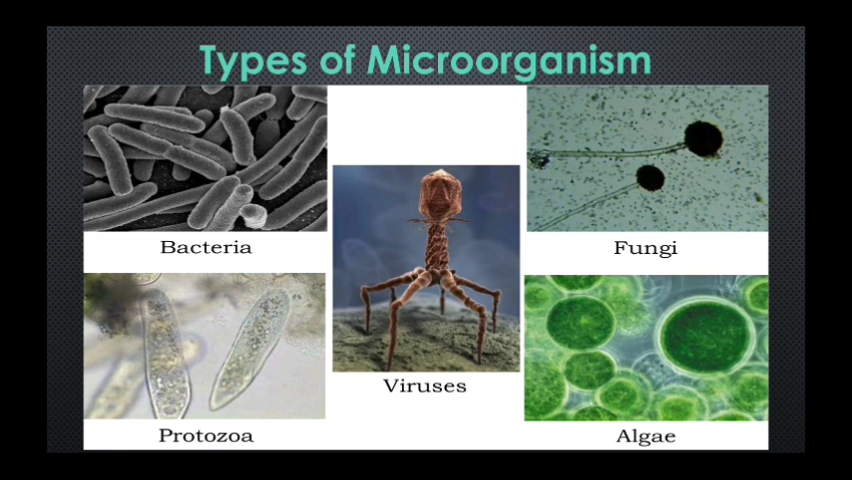 Types of Microorganism
Bacteria
Fungi
Viruses
Protozoa
Algae